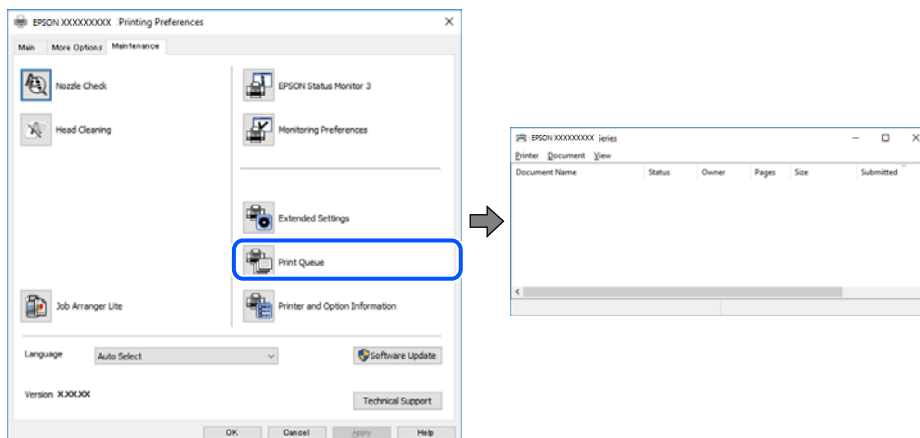 EPSON XXXXXXXXX Printing Preferences
Main More Options Maintenance
Nozzle Check
EPSON Status Monitor 3
Head Cleaning
Monitoring Preferences
Extended Settings
Print Queue
Job Arranger Lite
Printer and Option Information
Language
Auto Select
Software Update
Version X.XX.XX
Technical Support
OK Cancel Apply Help
EPSON XXXXXXXXX ieries
Printer Document View
Document Name Status Owner Pages Size Submitted